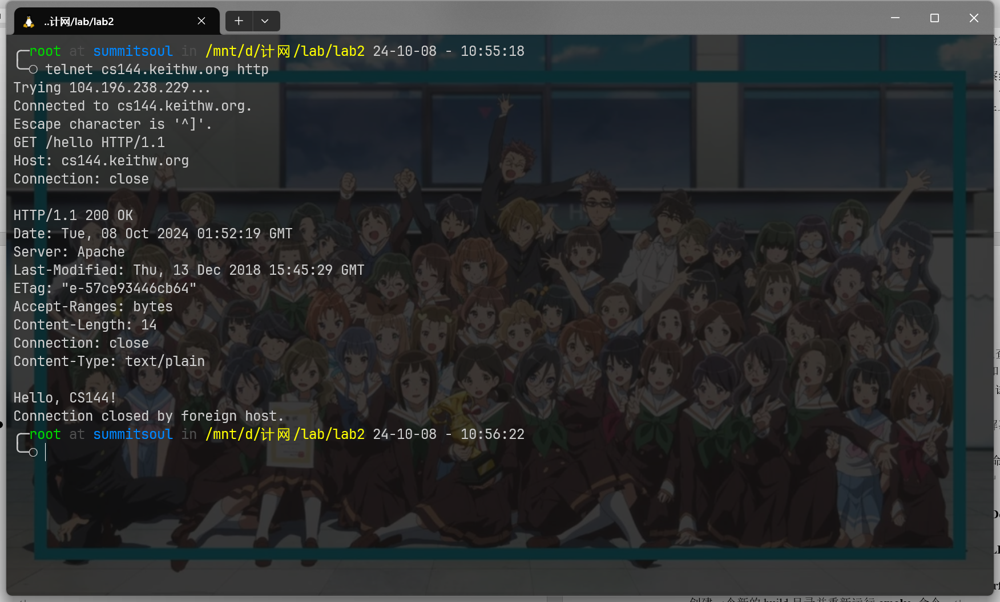 ..计网/lab/lab2
root at summitsoul in /mnt/d/计网/lab/lab2 24-10-08 - 10:55:18
telnet cs144.keithw.org http
Trying 104.196.238.229...
Connected to cs144.keithw.org.
Escape character is '^]'.
GET /hello HTTP/1.1
Host: cs144.keithw.org
Connection: close
HTTP/1.1 200 OK
Date: Tue, 08 Oct 2024 01:52:19 GMT
Server: Apache
Last-Modified: Thu, 13 Dec 2018 15:45:29 GMT
ETag: "e-57ce93446cb64"
Accept-Ranges: bytes
Content-Length: 14
Connection: close
Content-Type: text/plain
Hello, CS144!
Connection closed by foreign host.
root at summitsoul in /mnt/d/计网/lab/lab2 24-10-08 - 10:56:22